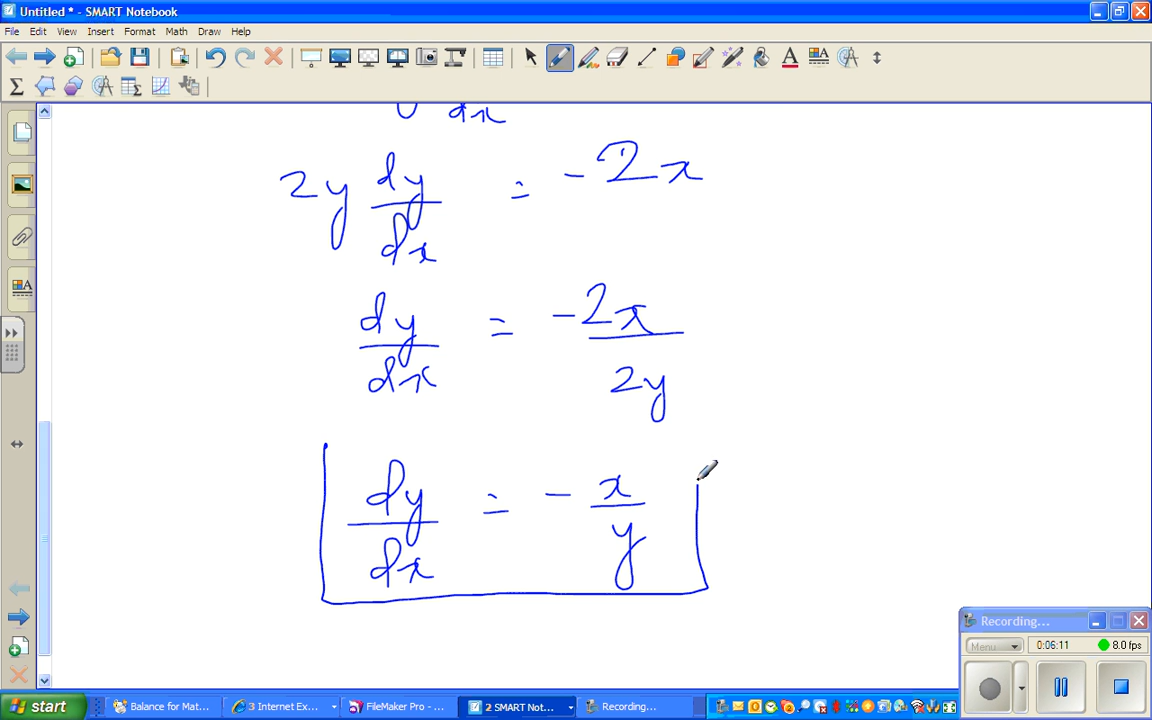 Untitled * - SMART Notebook
File Edit View Insert Format Math Draw Help
dx
2y dy/dx = -2x
dy/dx = -2x/2y
dy/dx = - x/y
Recording...
Menu 0:06:11 8.0 fps
start Balance for Mat... 3 Internet Ex... FileMaker Pro - ... 2 SMART Not... Recording...